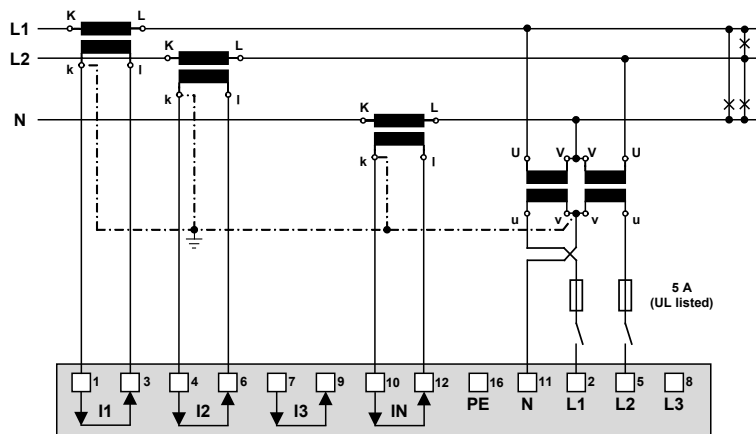 K L
L1
K L
L2
k l
k l
K L
N
k l
U V V U
u v v u
5 A
(UL listed)
1 3 4 6 7 9 10 12 16 11 2 5 8
I1 I2 I3 IN PE N L1 L2 L3